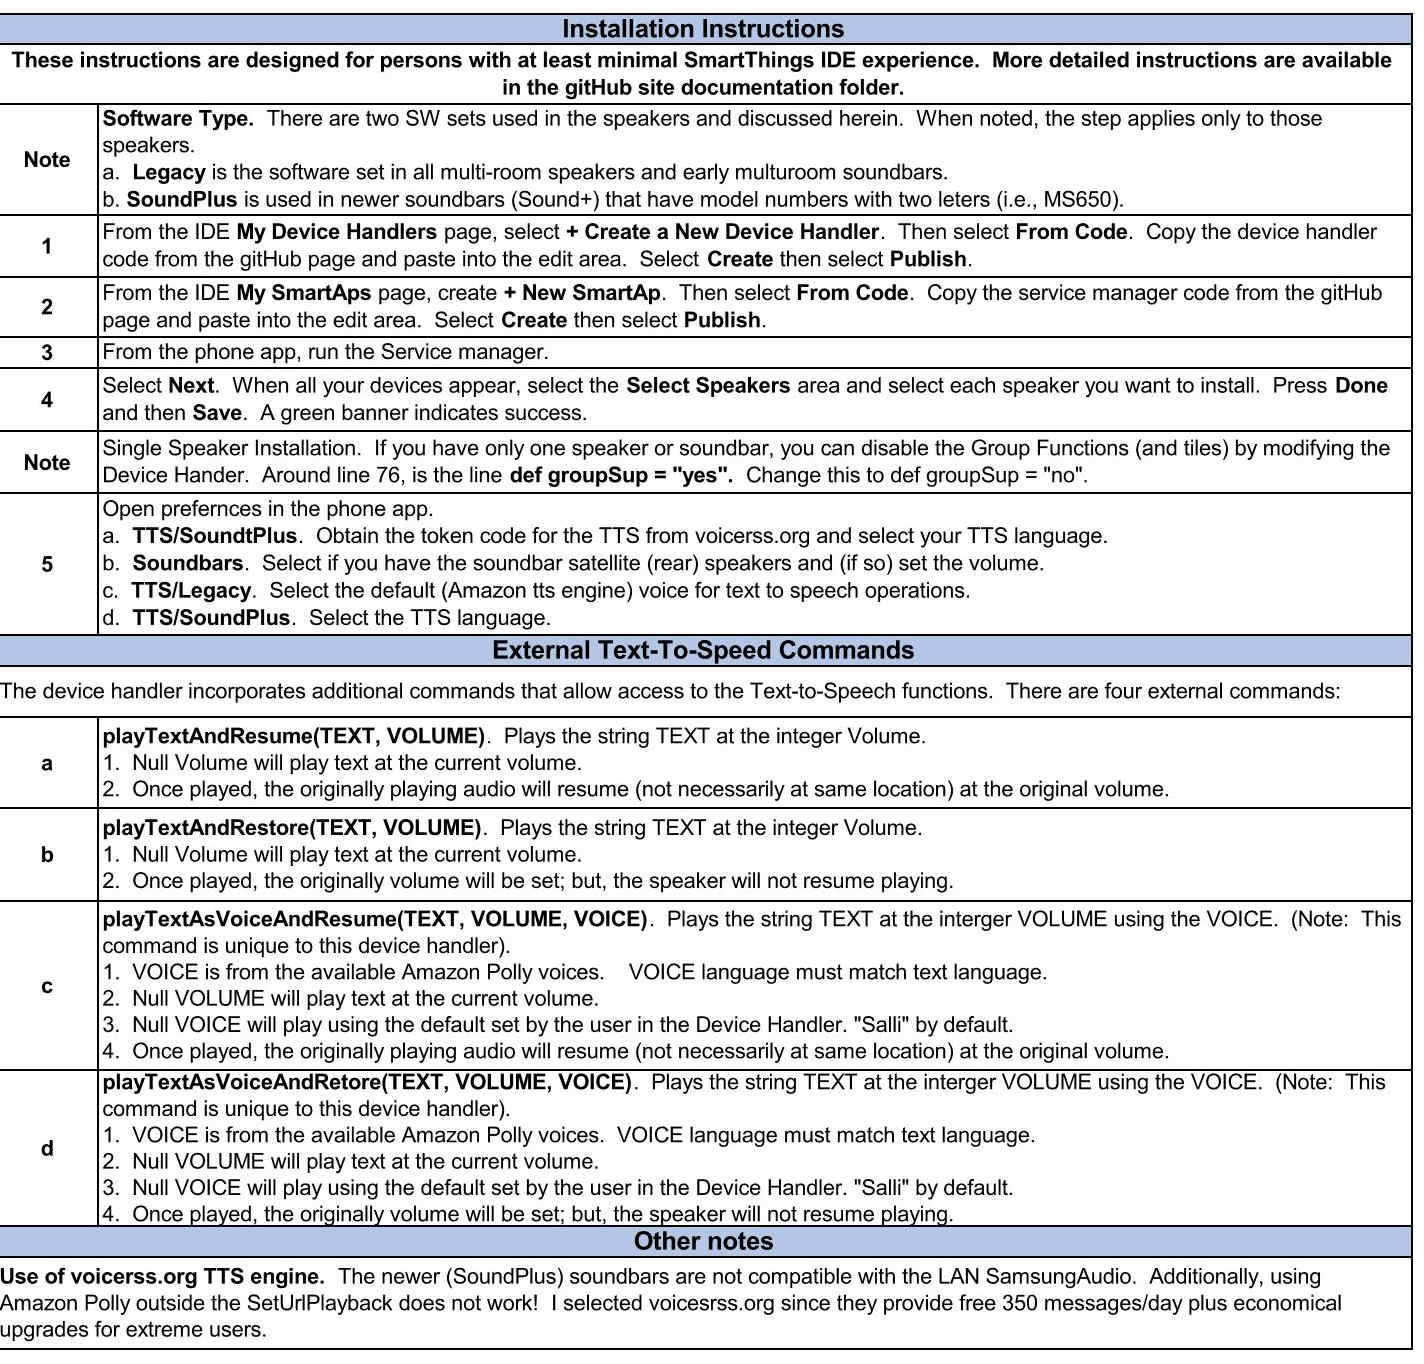 Installation Instructions
These instructions are designed for persons with at least minimal SmartThings IDE experience.  More detailed instructions are available
in the gitHub site documentation folder.
Note
Software Type.  There are two SW sets used in the speakers and discussed herein.  When noted, the step applies only to those
speakers.
a.  Legacy is the software set in all multi-room speakers and early multuroom soundbars.
b. SoundPlus is used in newer soundbars (Sound+) that have model numbers with two leters (i.e., MS650).
1
From the IDE My Device Handlers page, select + Create a New Device Handler.  Then select From Code.  Copy the device handler
code from the gitHub page and paste into the edit area.  Select Create then select Publish.
2
From the IDE My SmartAps page, create + New SmartAp.  Then select From Code.  Copy the service manager code from the gitHub
page and paste into the edit area.  Select Create then select Publish.
3
From the phone app, run the Service manager.
4
Select Next.  When all your devices appear, select the Select Speakers area and select each speaker you want to install.  Press Done
and then Save.  A green banner indicates success.
Note
Single Speaker Installation.  If you have only one speaker or soundbar, you can disable the Group Functions (and tiles) by modifying the
Device Hander.  Around line 76, is the line def groupSup = "yes".  Change this to def groupSup = "no".
5
Open prefernces in the phone app.
a.  TTS/SoundtPlus.  Obtain the token code for the TTS from voicerss.org and select your TTS language.
b.  Soundbars.  Select if you have the soundbar satellite (rear) speakers and (if so) set the volume.
c.  TTS/Legacy.  Select the default (Amazon tts engine) voice for text to speech operations.
d.  TTS/SoundPlus.  Select the TTS language.
External Text-To-Speed Commands
The device handler incorporates additional commands that allow access to the Text-to-Speech functions.  There are four external commands:
a
playTextAndResume(TEXT, VOLUME).  Plays the string TEXT at the integer Volume.
1.  Null Volume will play text at the current volume.
2.  Once played, the originally playing audio will resume (not necessarily at same location) at the original volume.
b
playTextAndRestore(TEXT, VOLUME).  Plays the string TEXT at the integer Volume.
1.  Null Volume will play text at the current volume.
2.  Once played, the originally volume will be set; but, the speaker will not resume playing.
c
playTextAsVoiceAndResume(TEXT, VOLUME, VOICE).  Plays the string TEXT at the interger VOLUME using the VOICE.  (Note:  This
command is unique to this device handler).
1.  VOICE is from the available Amazon Polly voices.    VOICE language must match text language.
2.  Null VOLUME will play text at the current volume.
3.  Null VOICE will play using the default set by the user in the Device Handler. "Salli" by default.
4.  Once played, the originally playing audio will resume (not necessarily at same location) at the original volume.
d
playTextAsVoiceAndRetore(TEXT, VOLUME, VOICE).  Plays the string TEXT at the interger VOLUME using the VOICE.  (Note:  This
command is unique to this device handler).
1.  VOICE is from the available Amazon Polly voices.  VOICE language must match text language.
2.  Null VOLUME will play text at the current volume.
3.  Null VOICE will play using the default set by the user in the Device Handler. "Salli" by default.
4.  Once played, the originally volume will be set; but, the speaker will not resume playing.
Other notes
Use of voicerss.org TTS engine.  The newer (SoundPlus) soundbars are not compatible with the LAN SamsungAudio.  Additionally, using
Amazon Polly outside the SetUrlPlayback does not work!  I selected voicesrss.org since they provide free 350 messages/day plus economical
upgrades for extreme users.